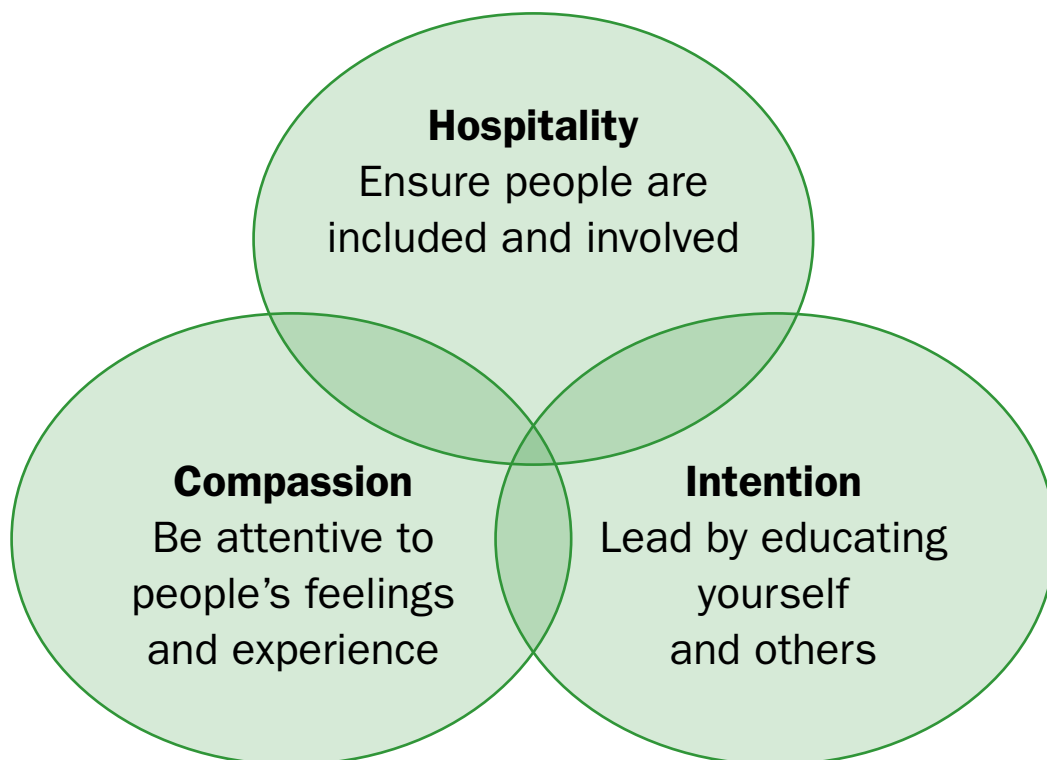 Hospitality
Ensure people are
included and involved
Compassion
Be attentive to
people’s feelings
and experience
Intention
Lead by educating
yourself
and others